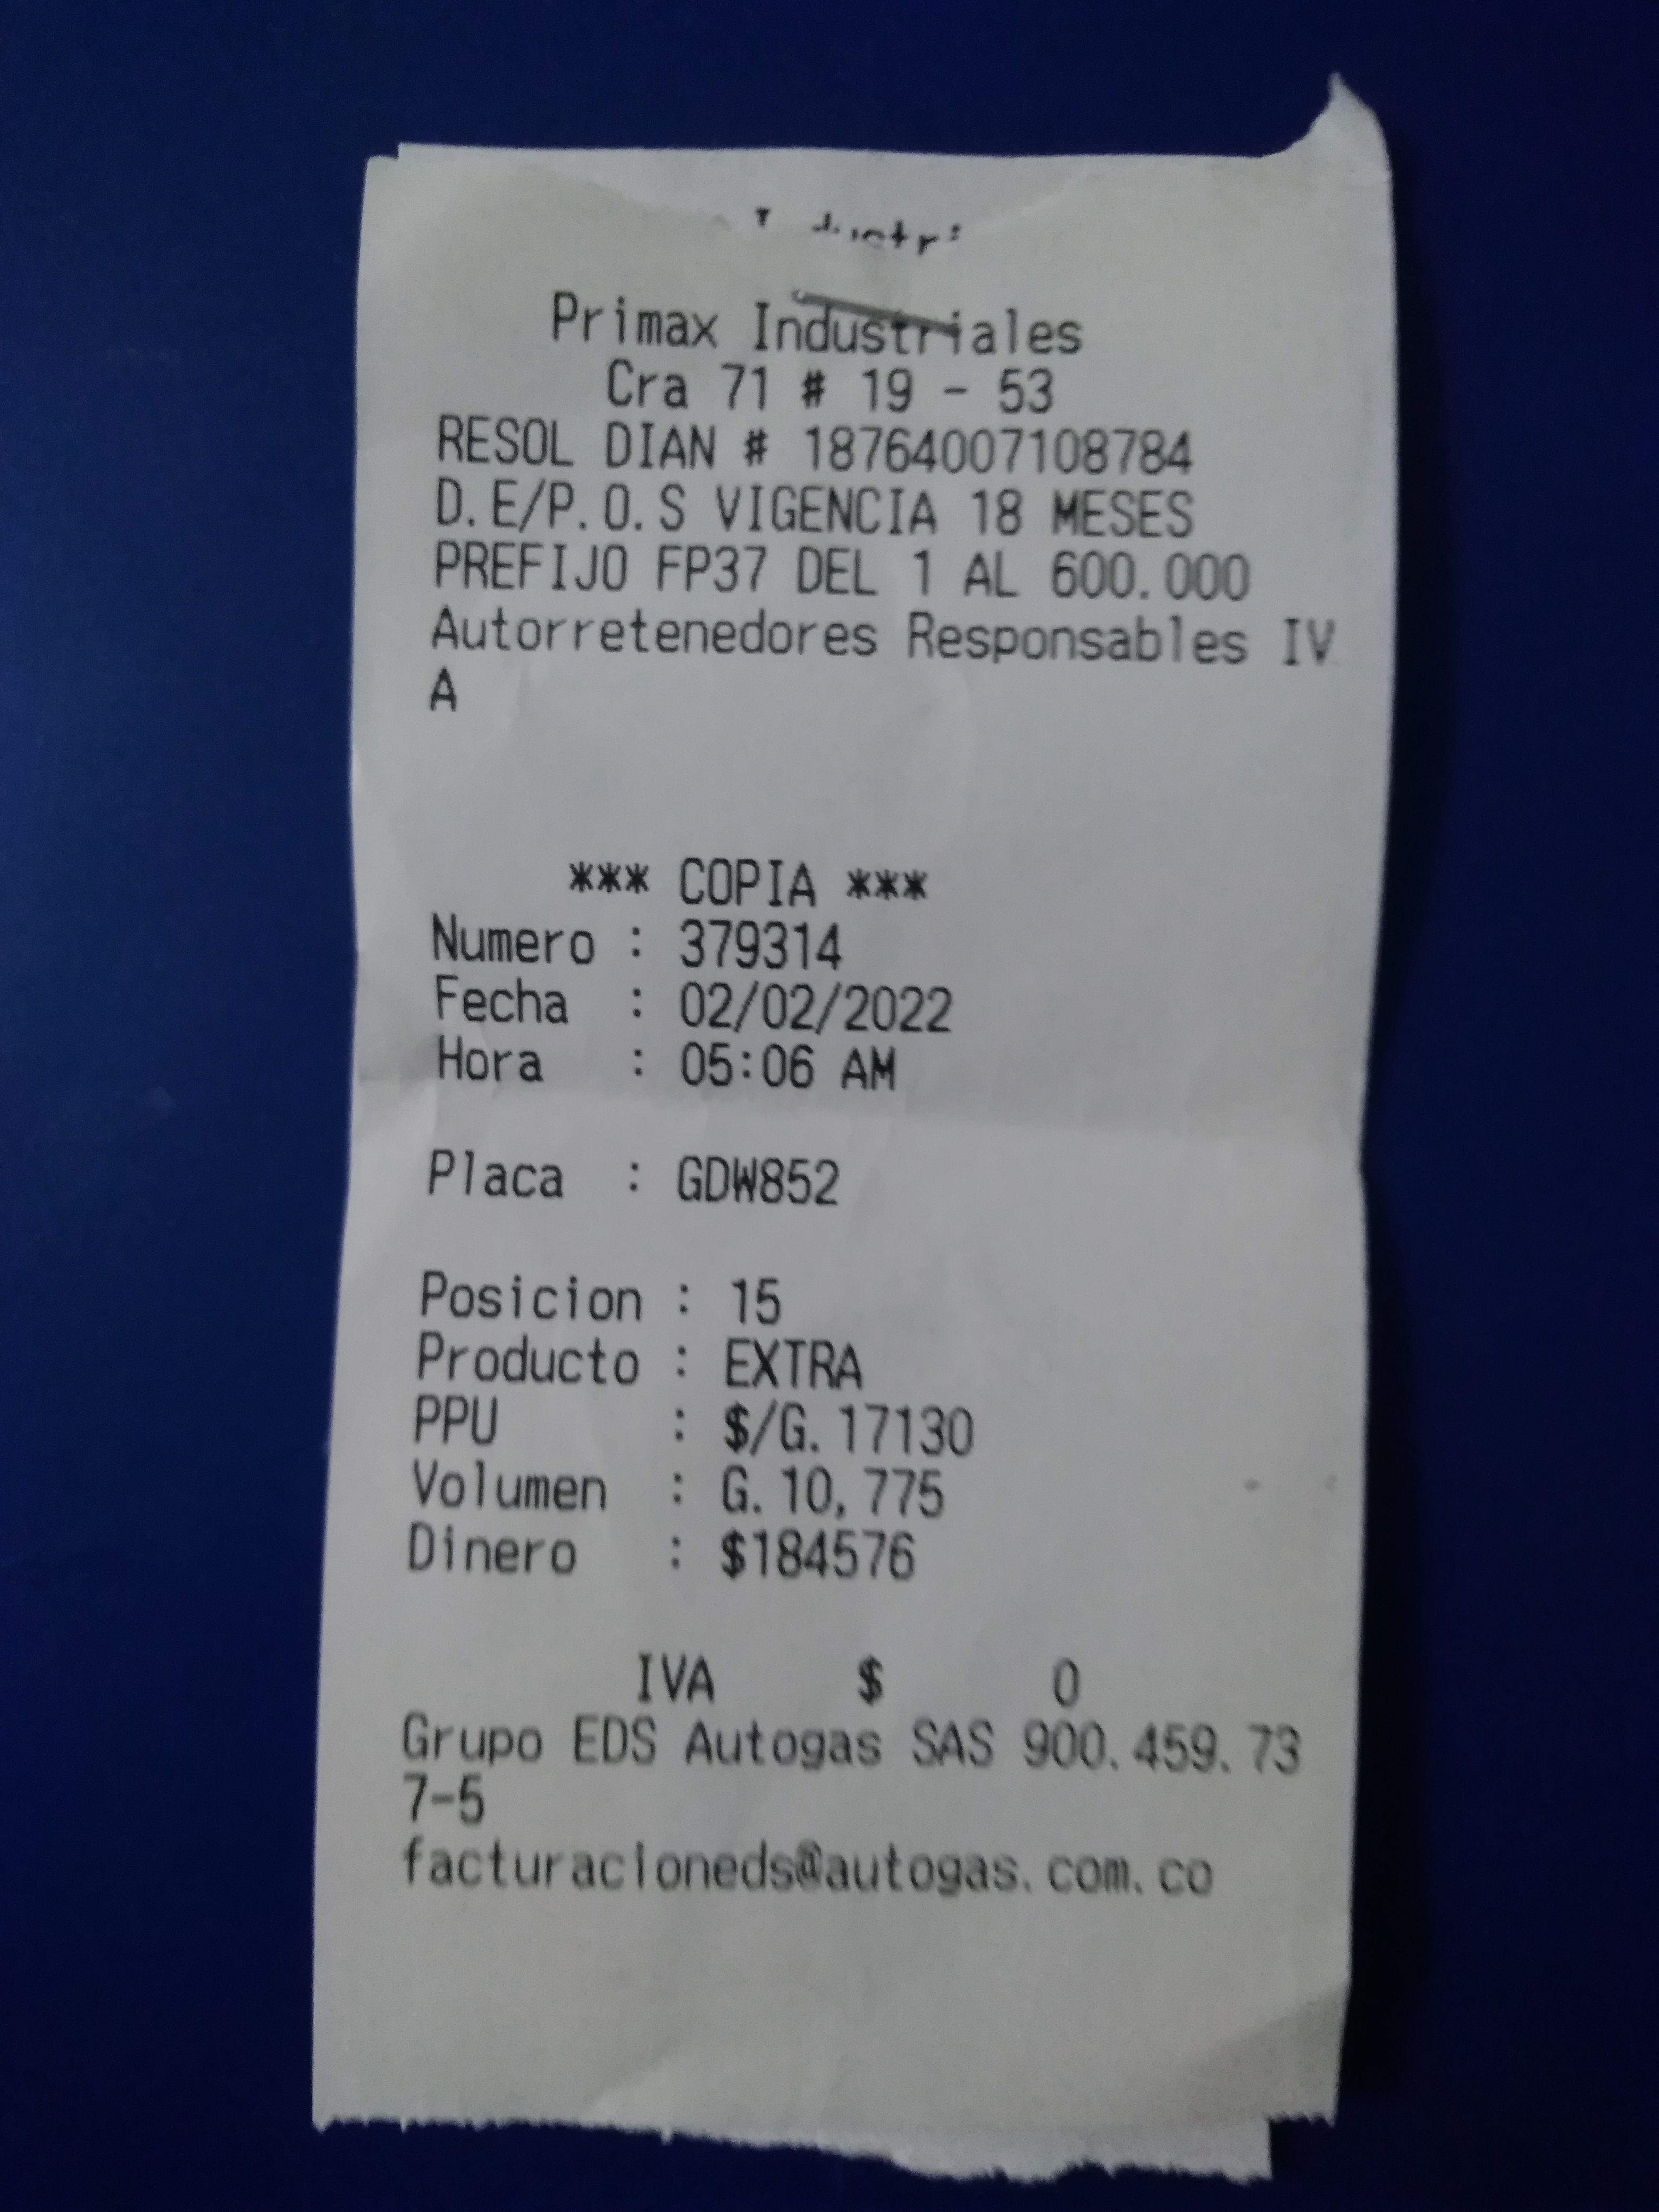 Primax Industriales
Cra 71 # 19 - 53
RESOL DIAN # 18764007108784
D.E/P.O.S VIGENCIA 18 MESES
PREFIJO FP37 DEL 1 AL 600.000
Autorretenedores Responsables IV
A
*** COPIA ***
Numero : 379314
Fecha : 02/02/2022
Hora : 05:06 AM
Placa : GDW852
Posicion : 15
Producto : EXTRA
PPU : $/G.17130
Volumen : G.10,775
Dinero : $184576
IVA $ 0
Grupo EDS Autogas SAS 900.459.73
7-5
facturacioneds@autogas.com.co